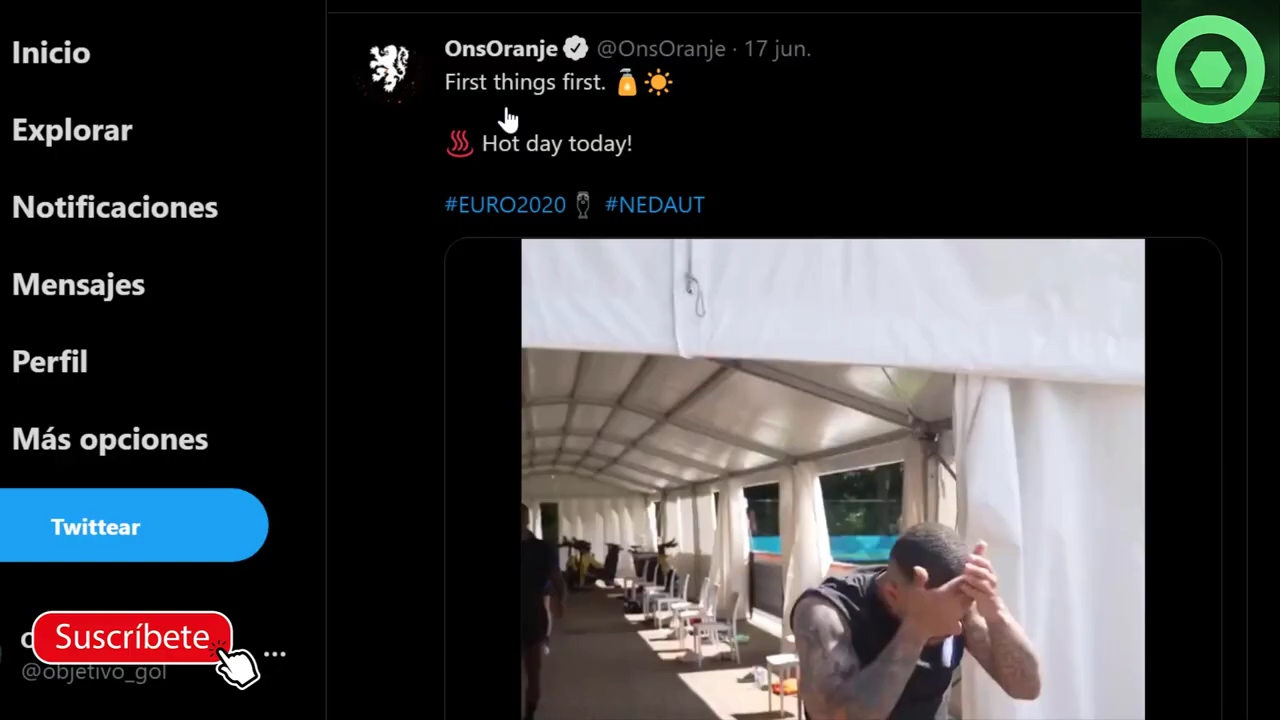 Inicio
Explorar
Notificaciones
Mensajes
Perfil
Más opciones
Twittear
Suscríbete
@objetivo_gol
OnsOranje @OnsOranje · 17 jun.
First things first.
Hot day today!
#EURO2020 #NEDAUT